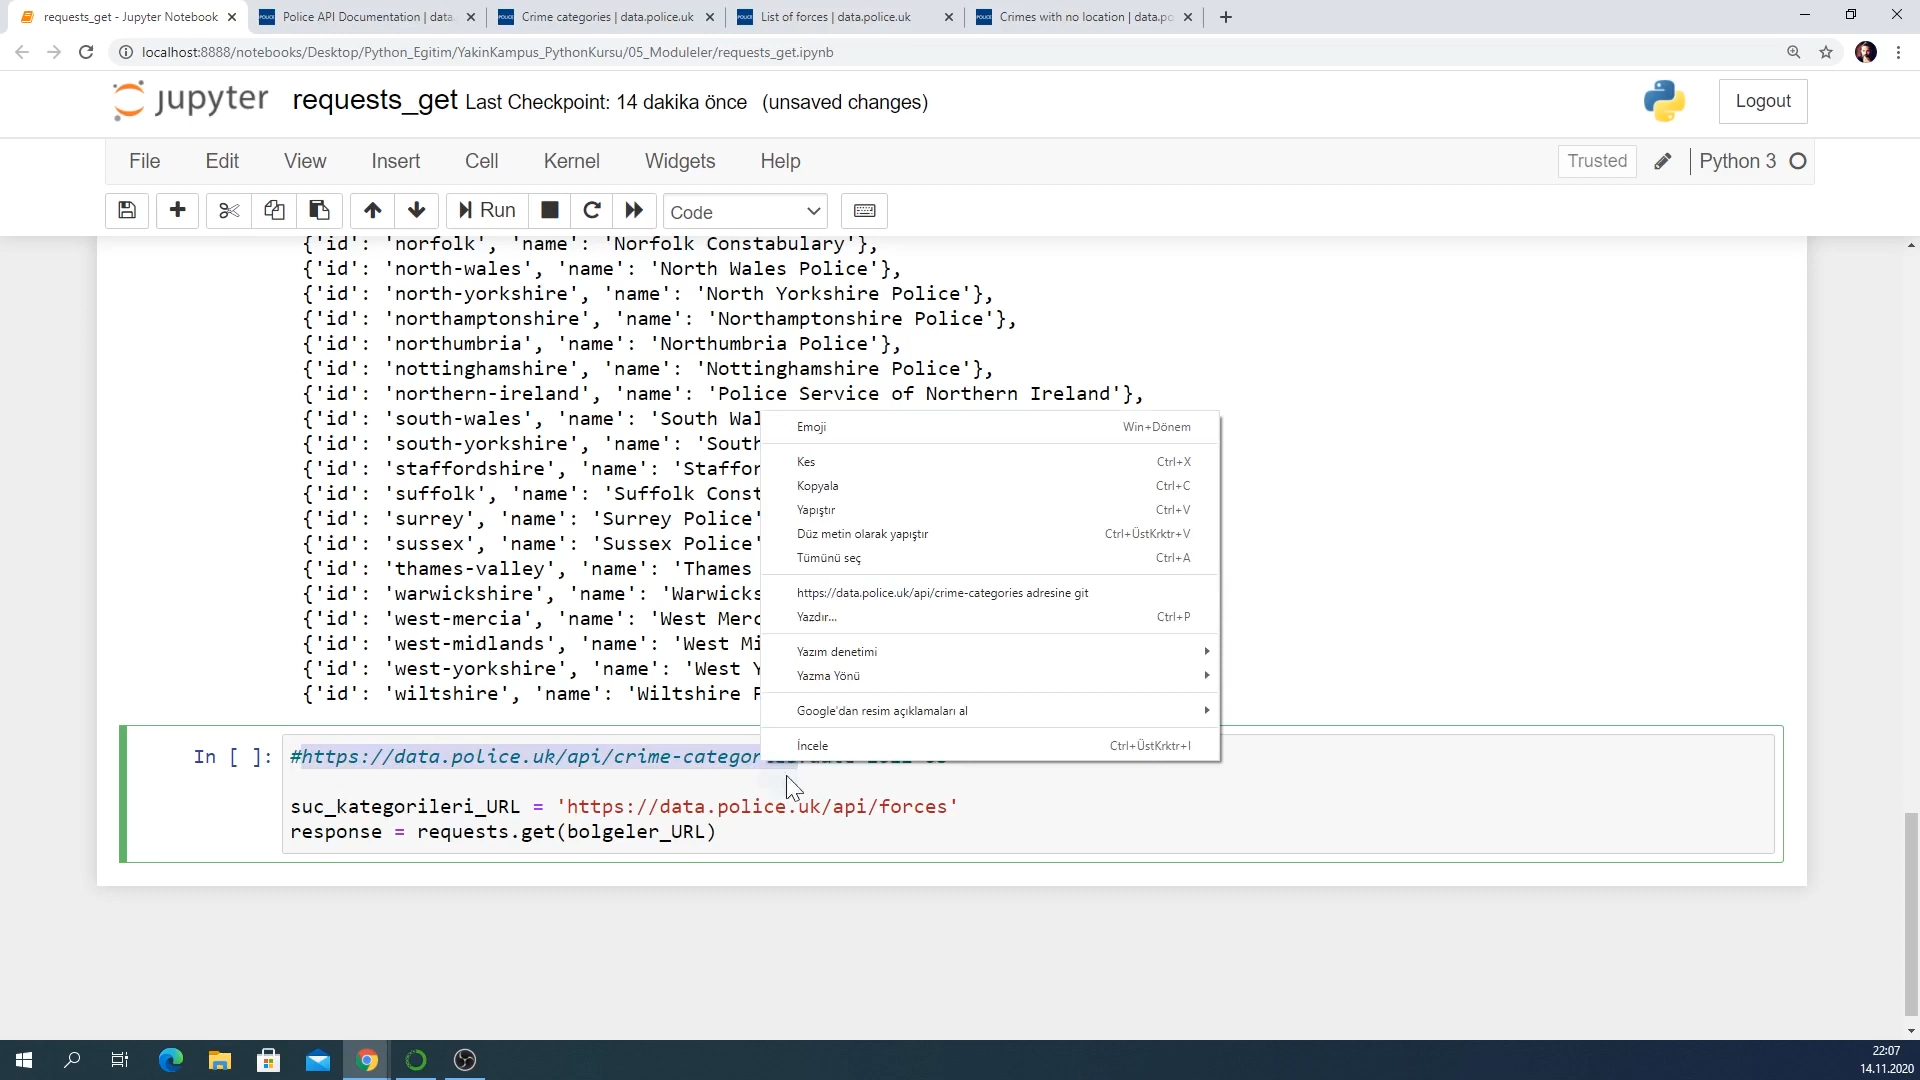 requests_get - Jupyter Notebook
Police API Documentation | data.
Crime categories | data.police.uk
List of forces | data.police.uk
Crimes with no location | data.po
localhost:8888/notebooks/Desktop/Python_Egitim/YakinKampus_PythonKursu/05_Moduleler/requests_get.ipynb
jupyter requests_get Last Checkpoint: 14 dakika önce (unsaved changes)
Logout
File Edit View Insert Cell Kernel Widgets Help
Trusted Python 3
Run Code
{'id': 'norfolk', 'name': 'Norfolk Constabulary'},
{'id': 'north-wales', 'name': 'North Wales Police'},
{'id': 'north-yorkshire', 'name': 'North Yorkshire Police'},
{'id': 'northamptonshire', 'name': 'Northamptonshire Police'},
{'id': 'northumbria', 'name': 'Northumbria Police'},
{'id': 'nottinghamshire', 'name': 'Nottinghamshire Police'},
{'id': 'northern-ireland', 'name': 'Police Service of Northern Ireland'},
{'id': 'south-wales', 'name': 'South Wal
{'id': 'south-yorkshire', 'name': 'South
{'id': 'staffordshire', 'name': 'Staffor
{'id': 'suffolk', 'name': 'Suffolk Const
{'id': 'surrey', 'name': 'Surrey Police'
{'id': 'sussex', 'name': 'Sussex Police'
{'id': 'thames-valley', 'name': 'Thames
{'id': 'warwickshire', 'name': 'Warwicks
{'id': 'west-mercia', 'name': 'West Merc
{'id': 'west-midlands', 'name': 'West Mi
{'id': 'west-yorkshire', 'name': 'West Y
{'id': 'wiltshire', 'name': 'Wiltshire P
Emoji Win+Dönem
Kes Ctrl+X
Kopyala Ctrl+C
Yapıştır Ctrl+V
Düz metin olarak yapıştır Ctrl+ÜstKrktr+V
Tümünü seç Ctrl+A
https://data.police.uk/api/crime-categories adresine git
Yazdır... Ctrl+P
Yazım denetimi
Yazma Yönü
Google'dan resim açıklamaları al
İncele Ctrl+ÜstKrktr+I
In [ ]: #https://data.police.uk/api/crime-categor
suc_kategorileri_URL = 'https://data.police.uk/api/forces'
response = requests.get(bolgeler_URL)
22:07
14.11.2020